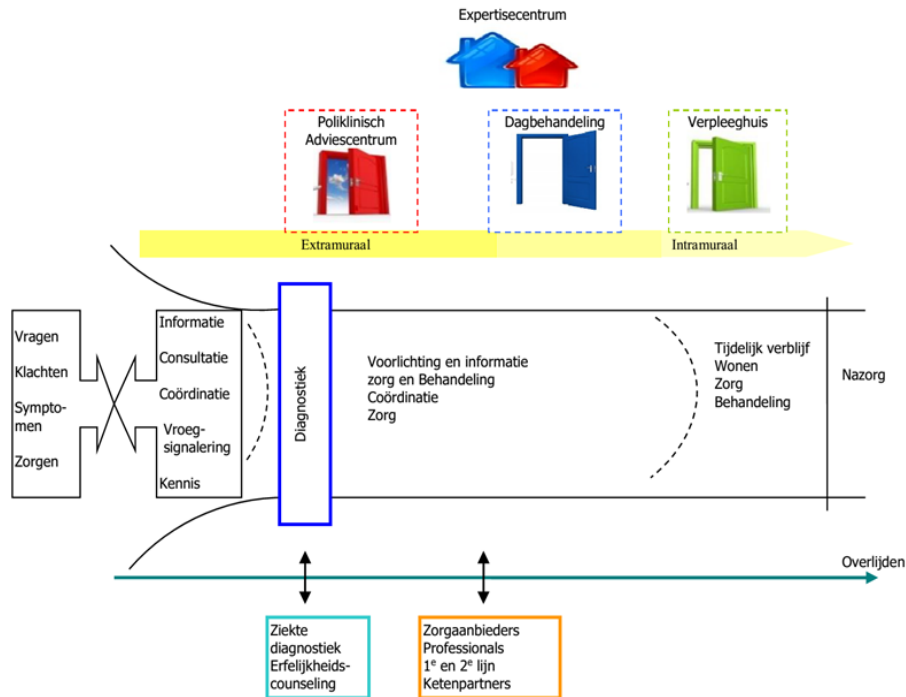 Expertisecentrum
Poliklinisch
Adviescentrum
Dagbehandeling
Verpleeghuis
Extramuraal
Intramuraal
Vragen
Klachten
Sympto-
men
Zorgen
Informatie
Consultatie
Coördinatie
Vroeg-
signalering
Kennis
Diagnostiek
Voorlichting en informatie
zorg en Behandeling
Coördinatie
Zorg
Tijdelijk verblijf
Wonen
Zorg
Behandeling
Nazorg
Overlijden
Ziekte
diagnostiek
Erfelijkheids-
counseling
Zorgaanbieders
Professionals
1e en 2e lijn
Ketenpartners